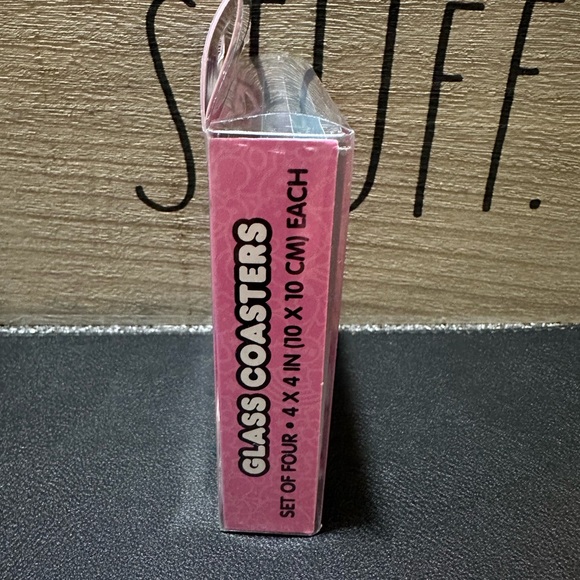 STUFF.
GLASS COASTERS
SET OF FOUR • 4 X 4 IN (10 X 10 CM) EACH